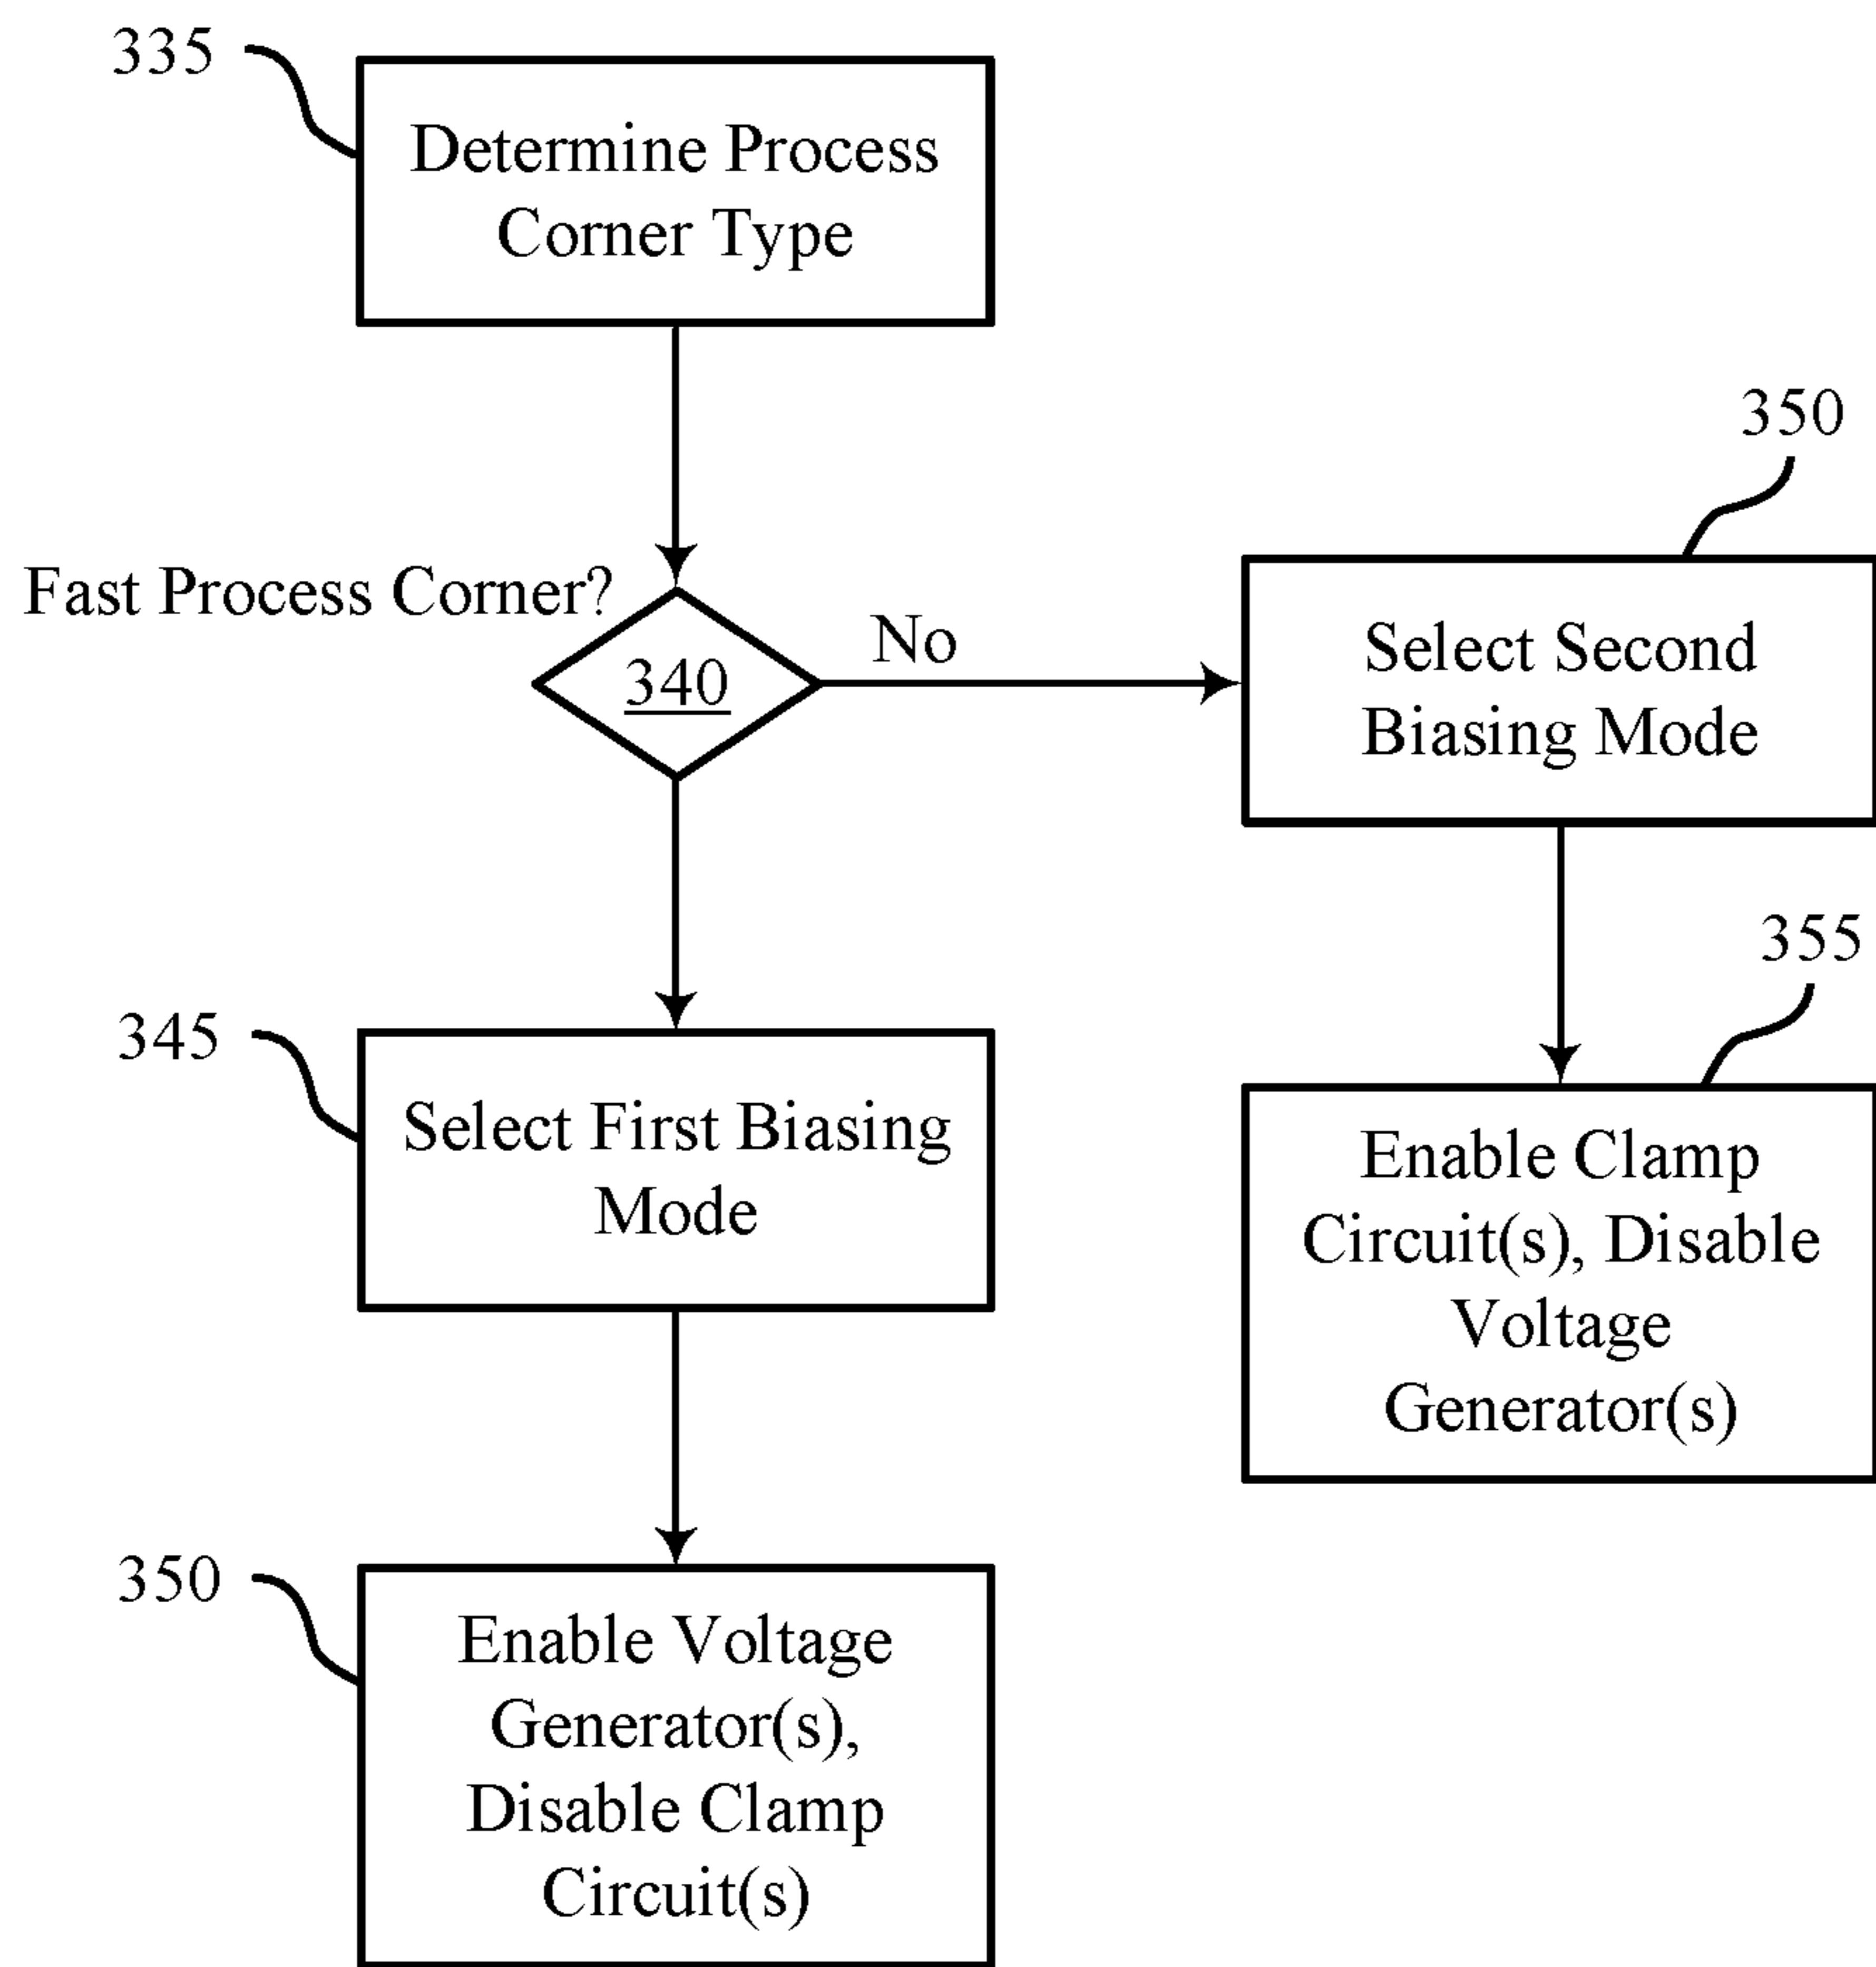 335
Determine Process
Corner Type
Fast Process Corner?
340
No
350
Select Second
Biasing Mode
345
Select First Biasing
Mode
355
Enable Clamp
Circuit(s), Disable
Voltage
Generator(s)
350
Enable Voltage
Generator(s),
Disable Clamp
Circuit(s)